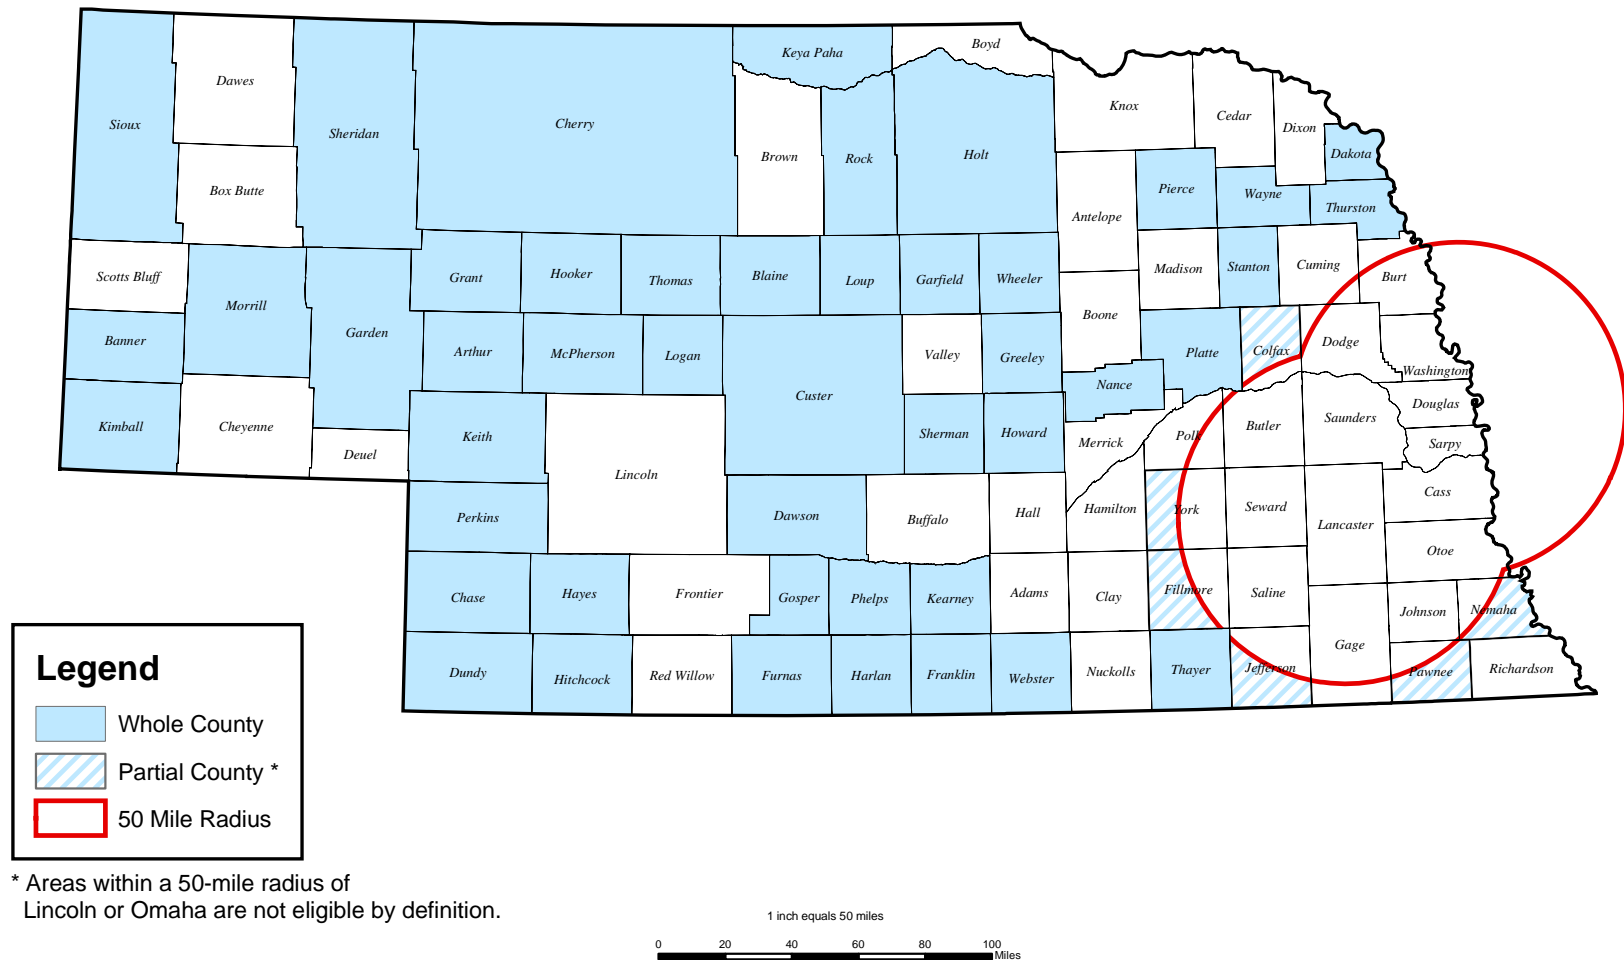 Boyd
Keya Paha
Dawes
Knox
Cedar
Sioux
Cherry
Dixon
Sheridan
Brown
Rock
Holt
Dakota
Box Butte
Pierce
Wayne
Thurston
Antelope
Scotts Bluff
Grant
Hooker
Thomas
Blaine
Loup
Garfield
Wheeler
Madison
Stanton
Cuming
Burt
Morrill
Boone
Garden
Banner
Arthur
McPherson
Logan
Valley
Greeley
Platte
Colfax
Dodge
Washington
Nance
Custer
Douglas
Kimball
Cheyenne
Keith
Sherman
Howard
Merrick
Polk
Butler
Saunders
Sarpy
Deuel
Lincoln
Cass
Perkins
Dawson
Buffalo
Hall
Hamilton
York
Seward
Lancaster
Otoe
Chase
Hayes
Frontier
Gosper
Phelps
Kearney
Adams
Clay
Fillmore
Saline
Johnson
Nemaha
Gage
Dundy
Hitchcock
Red Willow
Furnas
Harlan
Franklin
Webster
Nuckolls
Thayer
Jefferson
Pawnee
Richardson
Legend
Whole County
Partial County *
50 Mile Radius
* Areas within a 50-mile radius of
Lincoln or Omaha are not eligible by definition.
1 inch equals 50 miles
0 20 40 60 80 100
Miles